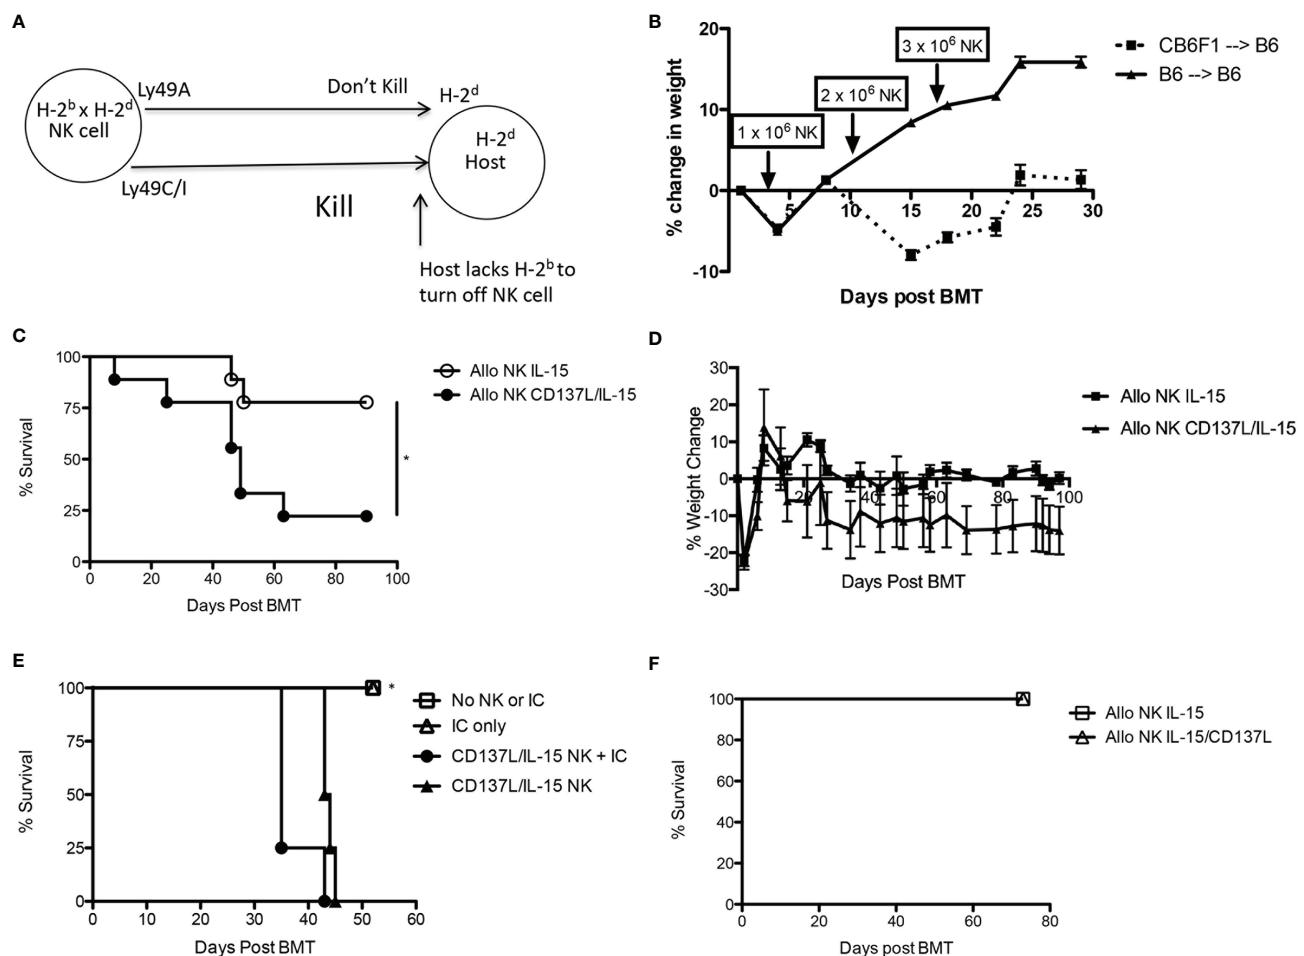 A
Ly49A
Don't Kill
H-2ᵈ
H-2ᵇ x H-2ᵈ
NK cell
H-2ᵈ
Host
Ly49C/I
Kill
Host lacks H-2ᵇ to
turn off NK cell
B
% change in weight
20
10
0
-10
1 x 10⁶ NK
2 x 10⁶ NK
3 x 10⁶ NK
5 10 15 20 25 30
Days post BMT
CB6F1 --> B6
B6 --> B6
C
% Survival
100
75
50
25
0
0 20 40 60 80 100
Days Post BMT
Allo NK IL-15
Allo NK CD137L/IL-15
*
D
% Weight Change
30
20
10
0
-10
-20
-30
20 40 60 80 100
Days Post BMT
Allo NK IL-15
Allo NK CD137L/IL-15
E
% Survival
100
75
50
25
0
0 10 20 30 40 50 60
Days Post BMT
*
No NK or IC
IC only
CD137L/IL-15 NK + IC
CD137L/IL-15 NK
F
% Survival
100
80
60
40
20
0
0 20 40 60 80
Days post BMT
Allo NK IL-15
Allo NK IL-15/CD137L